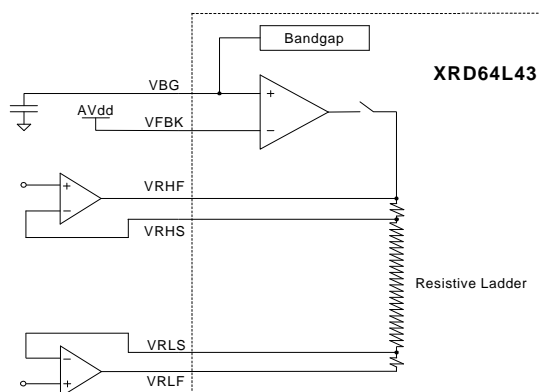 Bandgap
XRD64L43
VBG
+
AVdd
VFBK
−
+
VRHF
−
VRHS
Resistive Ladder
VRLS
−
+
VRLF